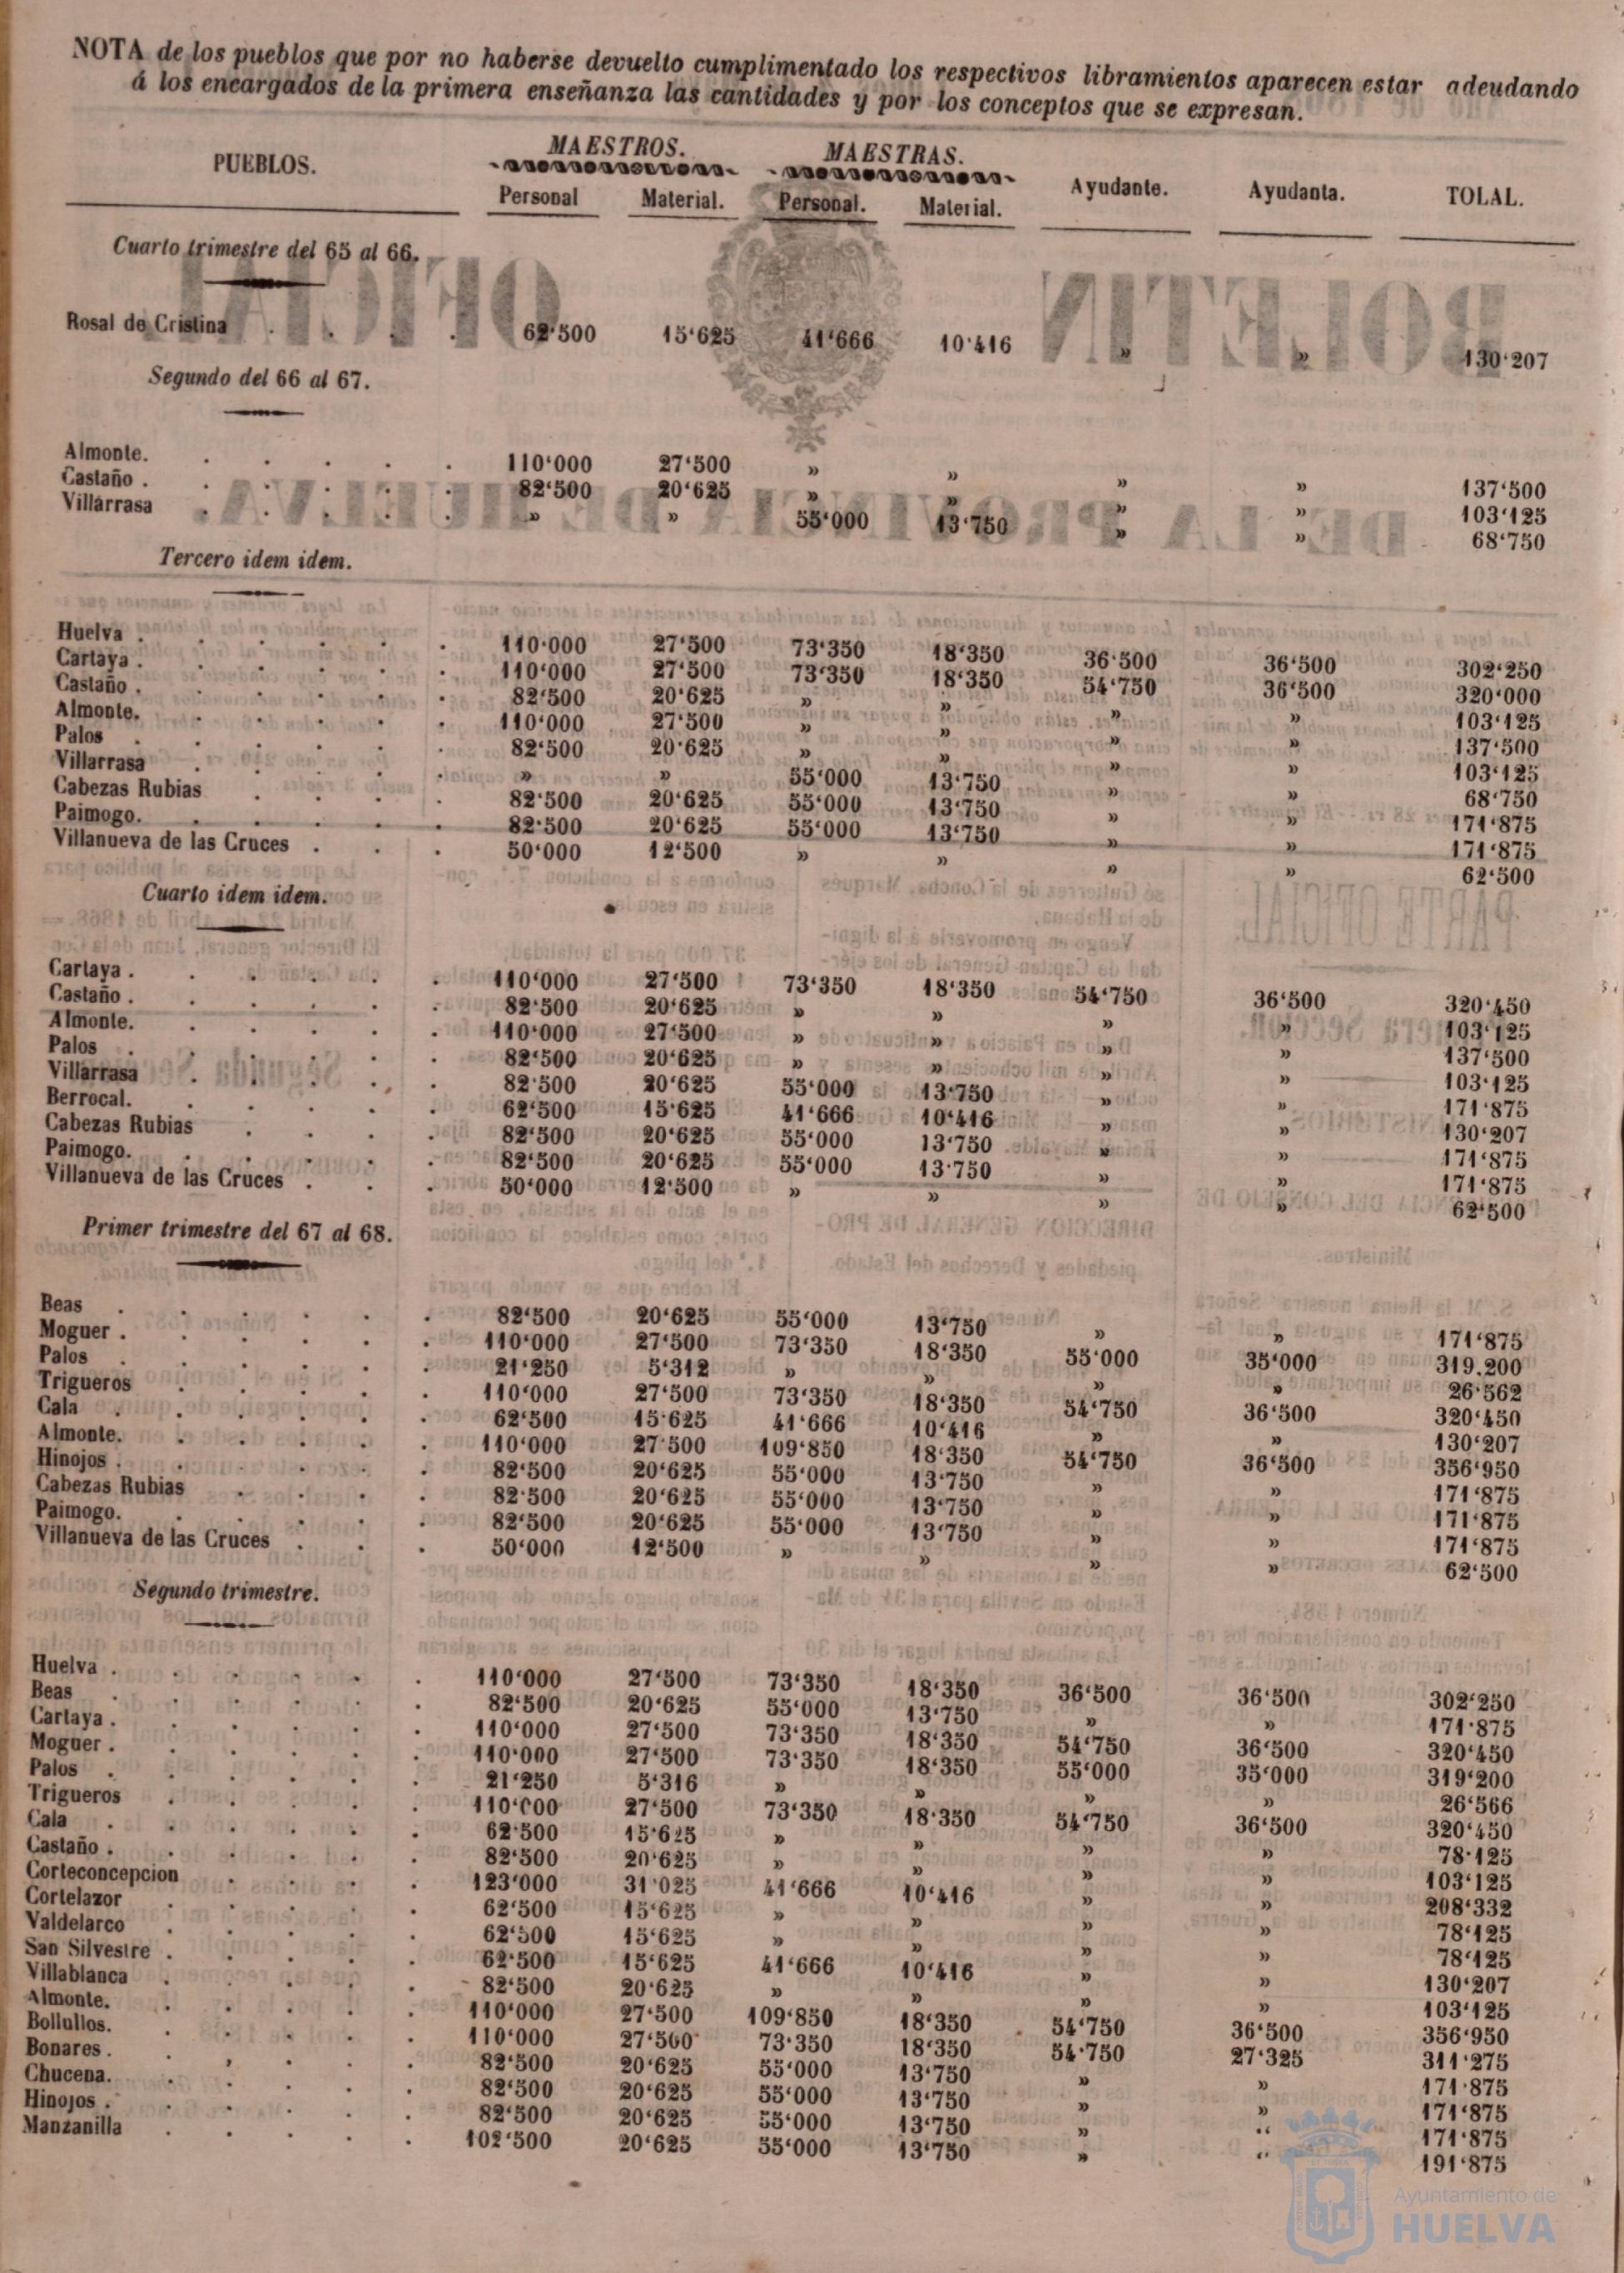 NOTA de los pueblos que por no haberse devuelto cumplimentado los respectivos libramientos aparecen estar adeudando
á los encargados de la primera enseñanza las cantidades y por los conceptos que se expresan.
PUEBLOS. MAESTROS. MAESTRAS. Ayudante. Ayudanta. TOLAL.
Personal Material. Personal. Material.
Cuarto trimestre del 65 al 66.
Rosal de Cristina . . . . 62'500 15'625 41'666 10'416 » » 130'207
Segundo del 66 al 67.
Almonte. . . . . . 110'000 27'500 » » » » 137'500
Castaño . . . . . . 82'500 20'625 » » » » 103'125
Villarrasa . . . . . » » 55'000 13'750 » » 68'750
Tercero idem idem.
Huelva . . . . . . 110'000 27'500 73'350 18'350 36'500 36'500 302'250
Cartaya . . . . . . 110'000 27'500 73'350 18'350 54'750 36'500 320'000
Castaño . . . . . . 82'500 20'625 » » » » 103'125
Almonte. . . . . . 110'000 27'500 » » » » 137'500
Palos . . . . . . 82'500 20'625 » » » » 103'125
Villarrasa . . . . . » » 55'000 13'750 » » 68'750
Cabezas Rubias . . . . 82'500 20'625 55'000 13'750 » » 171'875
Paimogo. . . . . . 82'500 20'625 55'000 13'750 » » 171'875
Villanueva de las Cruces . . . 50'000 12'500 » » » » 62'500
Cuarto idem idem.
Cartaya . . . . . . 110'000 27'500 73'350 18'350 54'750 36'500 320'450
Castaño . . . . . . 82'500 20'625 » » » » 103'125
Almonte. . . . . . 110'000 27'500 » » » » 137'500
Palos . . . . . . 82'500 20'625 » » » » 103'125
Villarrasa . . . . . 82'500 20'625 55'000 13'750 » » 171'875
Berrocal. . . . . . 62'500 15'625 41'666 10'416 » » 130'207
Cabezas Rubias . . . . 82'500 20'625 55'000 13'750 » » 171'875
Paimogo. . . . . . 82'500 20'625 55'000 13'750 » » 171'875
Villanueva de las Cruces . . . 50'000 12'500 » » » » 62'500
Primer trimestre del 67 al 68.
Beas . . . . . . 82'500 20'625 55'000 13'750 » » 171'875
Moguer . . . . . . 110'000 27'500 73'350 18'350 55'000 35'000 319.200
Palos . . . . . . 21'250 5'312 » » » » 26'562
Trigueros . . . . . 110'000 27'500 73'350 18'350 54'750 36'500 320'450
Cala . . . . . . 62'500 15'625 41'666 10'416 » » 130'207
Almonte. . . . . . 110'000 27'500 109'850 18'350 54'750 36'500 356'950
Hinojos . . . . . . 82'500 20'625 55'000 13'750 » » 171'875
Cabezas Rubias . . . . 82'500 20'625 55'000 13'750 » » 171'875
Paimogo. . . . . . 82'500 20'625 55'000 13'750 » » 171'875
Villanueva de las Cruces . . . 50'000 12'500 » » » » 62'500
Segundo trimestre.
Huelva . . . . . . 110'000 27'500 73'350 18'350 36'500 36'500 302'250
Beas . . . . . . 82'500 20'625 55'000 13'750 » » 171'875
Cartaya . . . . . . 110'000 27'500 73'350 18'350 54'750 36'500 320'450
Moguer . . . . . . 110'000 27'500 73'350 18'350 55'000 35'000 319'200
Palos . . . . . . 21'250 5'316 » » » » 26'566
Trigueros . . . . . 110'000 27'500 73'350 18'350 54'750 36'500 320'450
Cala . . . . . . 62'500 15'625 » » » » 78'125
Castaño . . . . . . 82'500 20'625 » » » » 103'125
Corteconcepcion . . . . 123'000 31'025 41'666 10'416 » » 208'332
Cortelazor . . . . . 62'500 15'625 » » » » 78'125
Valdelarco . . . . . 62'500 15'625 » » » » 78'125
San Silvestre . . . . . 62'500 15'625 41'666 10'416 » » 130'207
Villablanca . . . . . 82'500 20'625 » » » » 103'125
Almonte. . . . . . 110'000 27'500 109'850 18'350 54'750 36'500 356'950
Bollullos. . . . . . 110'000 27'500 73'350 18'350 54'750 27'325 311'275
Bonares . . . . . . 82'500 20'625 55'000 13'750 » » 171'875
Chucena. . . . . . 82'500 20'625 55'000 13'750 » » 171'875
Hinojos . . . . . . 82'500 20'625 55'000 13'750 » » 171'875
Manzanilla . . . . . 102'500 20'625 55'000 13'750 » » 191'875
Ayuntamiento de
HUELVA